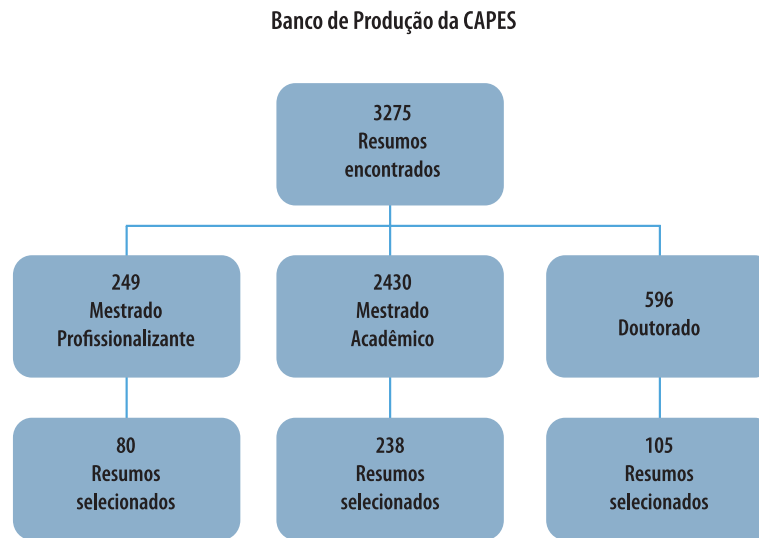 Banco de Produção da CAPES
3275
Resumos
encontrados
249
Mestrado
Profissionalizante
2430
Mestrado
Acadêmico
596
Doutorado
80
Resumos
selecionados
238
Resumos
selecionados
105
Resumos
selecionados